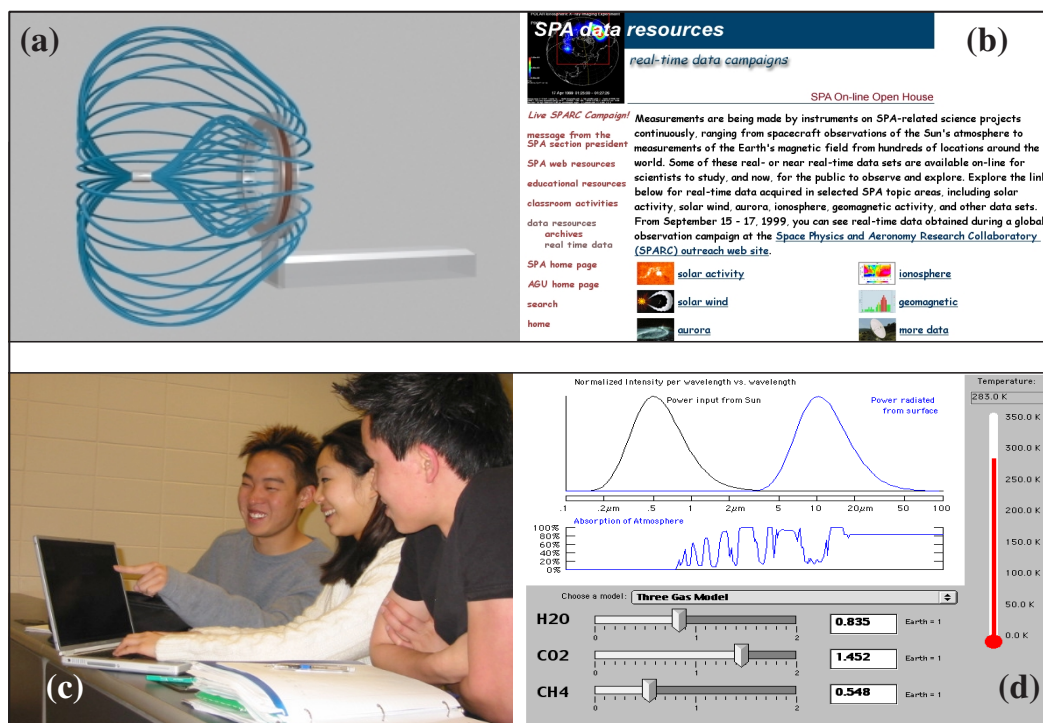 (a)
SPA data resources
(b)
real-time data campaigns
17 Apr 1999 01:25:00 - 01:27:26
SPA On-line Open House
Live SPARC Campaign!
message from the
SPA section president
SPA web resources
educational resources
classroom activities
data resources
archives
real time data
SPA home page
AGU home page
search
home
Measurements are being made by instruments on SPA-related science projects
continuously, ranging from spacecraft observations of the Sun's atmosphere to
measurements of the Earth's magnetic field from hundreds of locations around the
world. Some of these real- or near real-time data sets are available on-line for
scientists to study, and now, for the public to observe and explore. Explore the lin
below for real-time data acquired in selected SPA topic areas, including solar
activity, solar wind, aurora, ionosphere, geomagnetic activity, and other data sets.
From September 15 - 17, 1999, you can see real-time data obtained during a global
observation campaign at the Space Physics and Aeronomy Research Collaboratory
(SPARC) outreach web site.
solar activity
ionosphere
solar wind
geomagnetic
aurora
more data
(c)
Normalized Intensity per wavelength vs. wavelength
Power input from Sun
Power radiated
from surface
.1 .2µm .5 1 2µm 5 10 20µm 50 100
Absorption of Atmosphere
100%
80%
60%
40%
20%
0%
Temperature:
283.0 K
350.0 K
300.0 K
250.0 K
200.0 K
150.0 K
100.0 K
50.0 K
0.0 K
Choose a model: Three Gas Model
H2O
0 1 2
0.835
Earth = 1
CO2
0 1 2
1.452
Earth = 1
CH4
0 1 2
0.548
Earth = 1
(d)